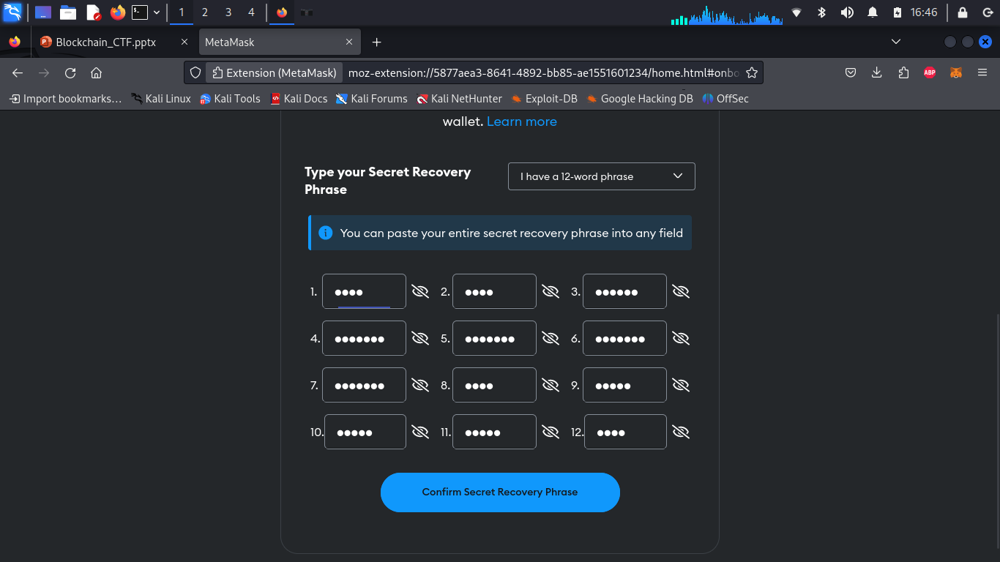 1 2 3 4 16:46
Blockchain_CTF.pptx MetaMask
Extension (MetaMask) moz-extension://5877aea3-8641-4892-bb85-ae1551601234/home.html#onbo
ABP
Import bookmarks… Kali Linux Kali Tools Kali Docs Kali Forums Kali NetHunter Exploit-DB Google Hacking DB OffSec
wallet. Learn more
Type your Secret Recovery
Phrase
I have a 12-word phrase
You can paste your entire secret recovery phrase into any field
1. •••• 2. •••• 3. ••••••
4. ••••••• 5. ••••••• 6. •••••••
7. ••••••• 8. •••• 9. •••••
10. ••••• 11. ••••• 12. ••••
Confirm Secret Recovery Phrase